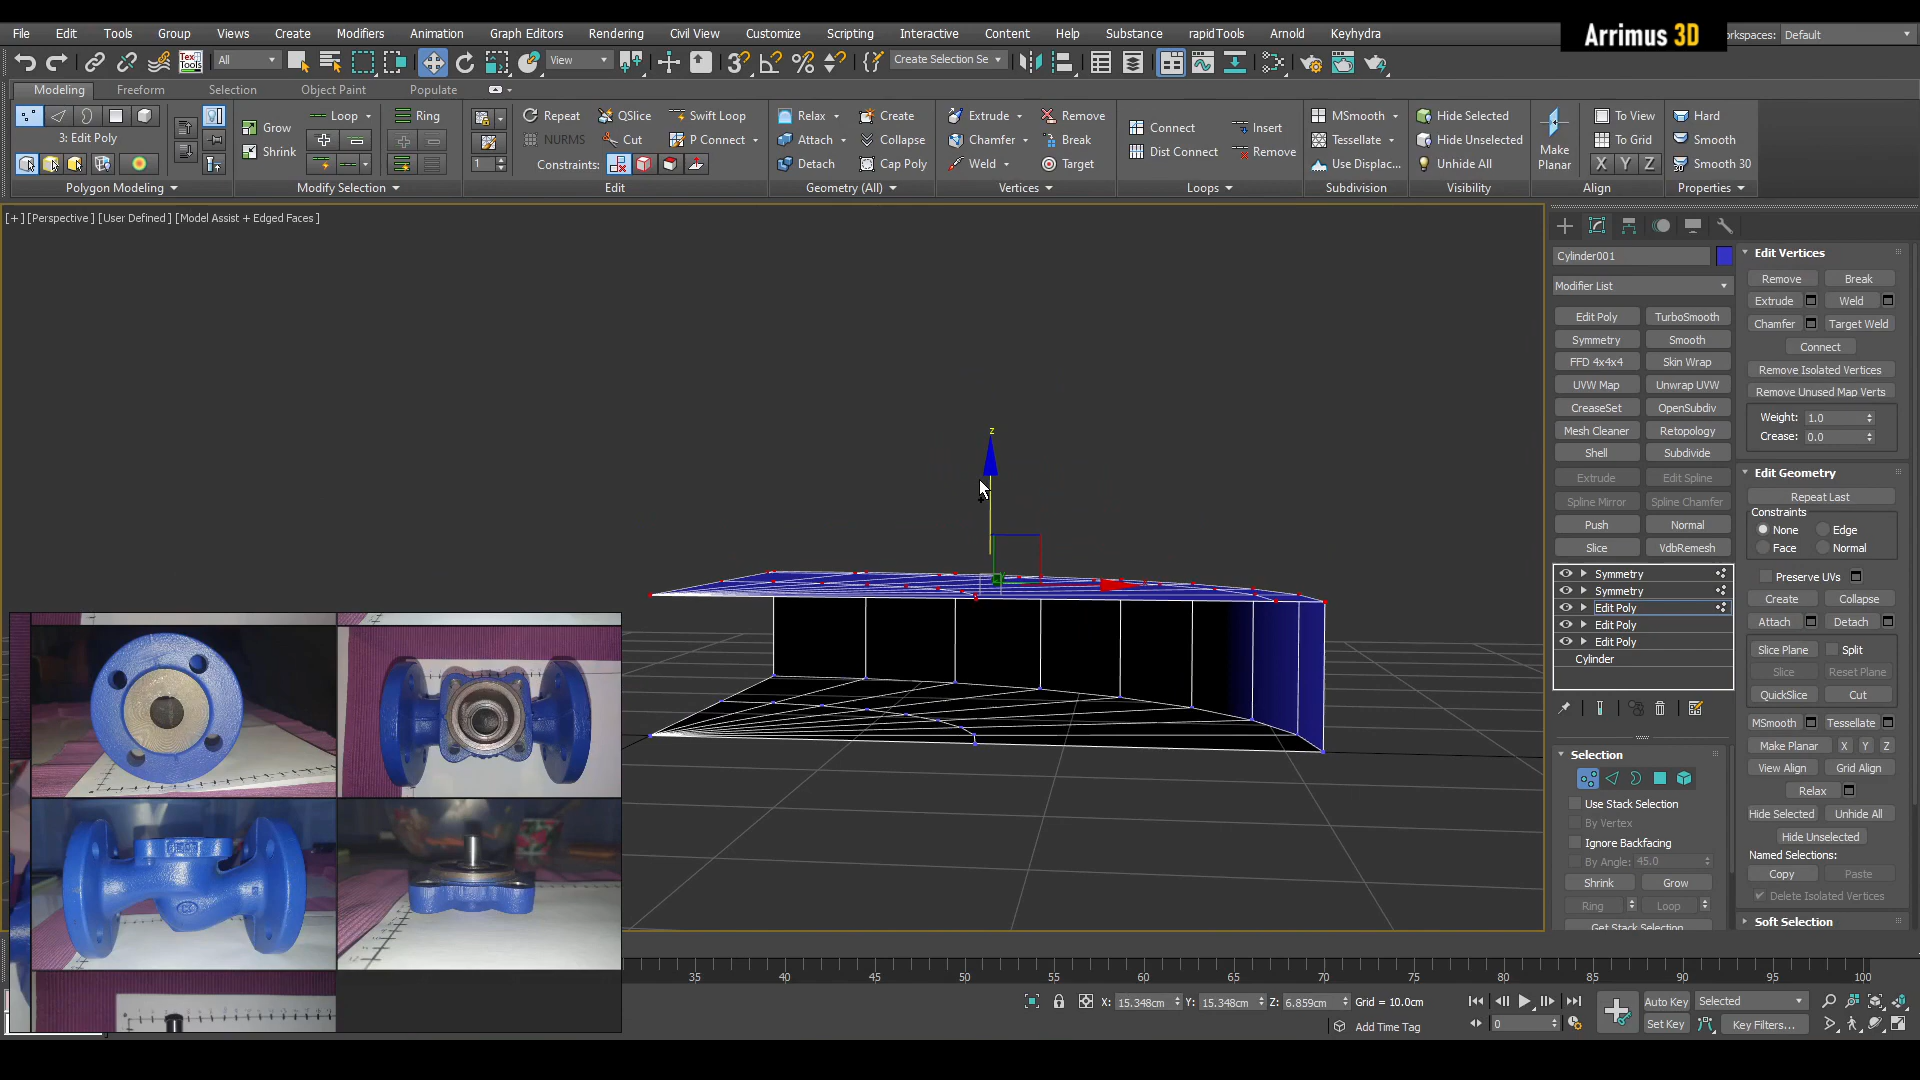 File Edit Tools Group Views Create Modifiers Animation Graph Editors Rendering Civil View Customize Scripting Interactive Content Help Substance rapidTools Arnold Keyhydra
Arrimus 3D
orkspaces: Default
TexTools All View Create Selection Se
Modeling Freeform Selection Object Paint Populate
Grow Loop Ring Repeat QSlice Swift Loop Relax Create Extrude Remove MSmooth Hide Selected To View Hard
3: Edit Poly NURMS Cut P Connect Attach Collapse Chamfer Break Connect Insert Tessellate Hide Unselected Make Planar To Grid Smooth
Shrink 1 Constraints: Detach Cap Poly Weld Target Dist Connect Remove Use Displac... Unhide All X Y Z Smooth 30
Polygon Modeling Modify Selection Edit Geometry (All) Vertices Loops Subdivision Visibility Align Properties
[+] [Perspective] [User Defined] [Model Assist + Edged Faces]
z
Cylinder001
Modifier List
Edit Poly TurboSmooth
Symmetry Smooth
FFD 4x4x4 Skin Wrap
UVW Map Unwrap UVW
CreaseSet OpenSubdiv
Mesh Cleaner Retopology
Shell Subdivide
Extrude Edit Spline
Spline Mirror Spline Chamfer
Push Normal
Slice VdbRemesh
Symmetry
Symmetry
Edit Poly
Edit Poly
Edit Poly
Cylinder
Selection
Use Stack Selection
By Vertex
Ignore Backfacing
By Angle: 45.0
Shrink Grow
Ring Loop
Get Stack Selection
Edit Vertices
Remove Break
Extrude Weld
Chamfer Target Weld
Connect
Remove Isolated Vertices
Remove Unused Map Verts
Weight: 1.0
Crease: 0.0
Edit Geometry
Repeat Last
Constraints
None Edge
Face Normal
Preserve UVs
Create Collapse
Attach Detach
Slice Plane Split
Slice Reset Plane
QuickSlice Cut
MSmooth Tessellate
Make Planar X Y Z
View Align Grid Align
Relax
Hide Selected Unhide All
Hide Unselected
Named Selections:
Copy Paste
Delete Isolated Vertices
Soft Selection
35 40 45 50 55 60 65 70 75 80 85 90 95 100
X: 15.348cm Y: 15.348cm Z: 6.859cm Grid = 10.0cm Auto Key Selected
Add Time Tag 0 Set Key Key Filters...